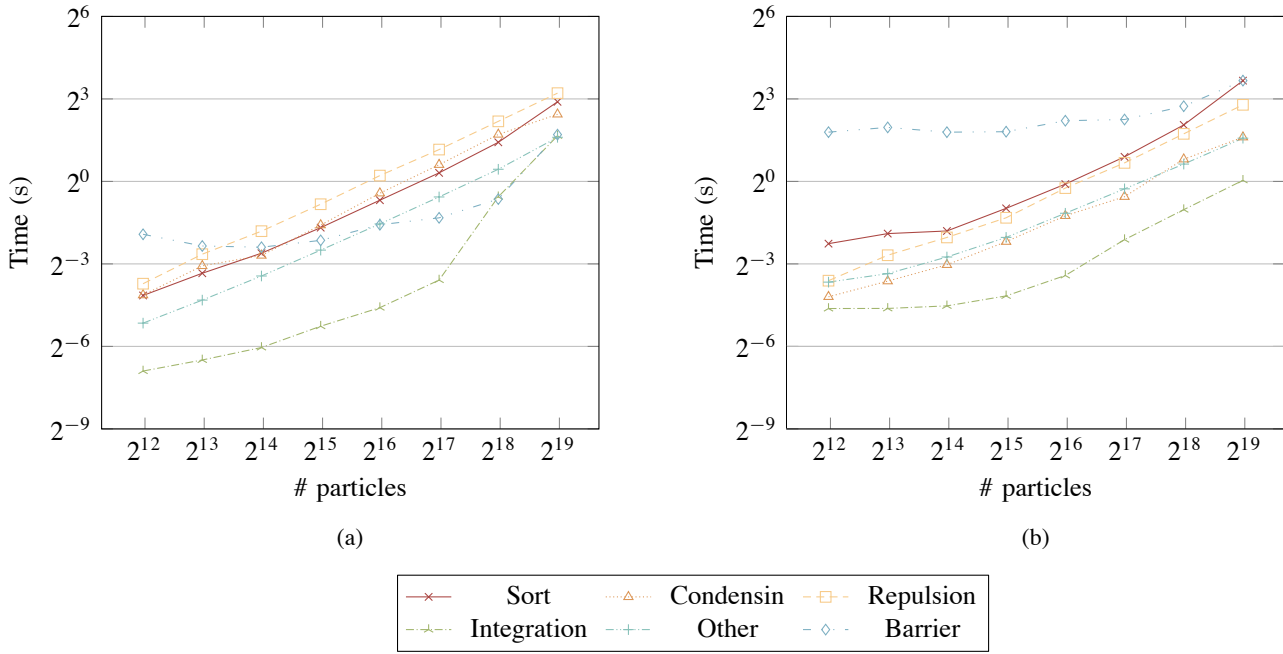 2^6
2^3
2^0
2^−3
2^−6
2^−9
Time (s)
2^12 2^13 2^14 2^15 2^16 2^17 2^18 2^19
# particles
(a)
2^6
2^3
2^0
2^−3
2^−6
2^−9
Time (s)
2^12 2^13 2^14 2^15 2^16 2^17 2^18 2^19
# particles
(b)
Sort Condensin Repulsion
Integration Other Barrier